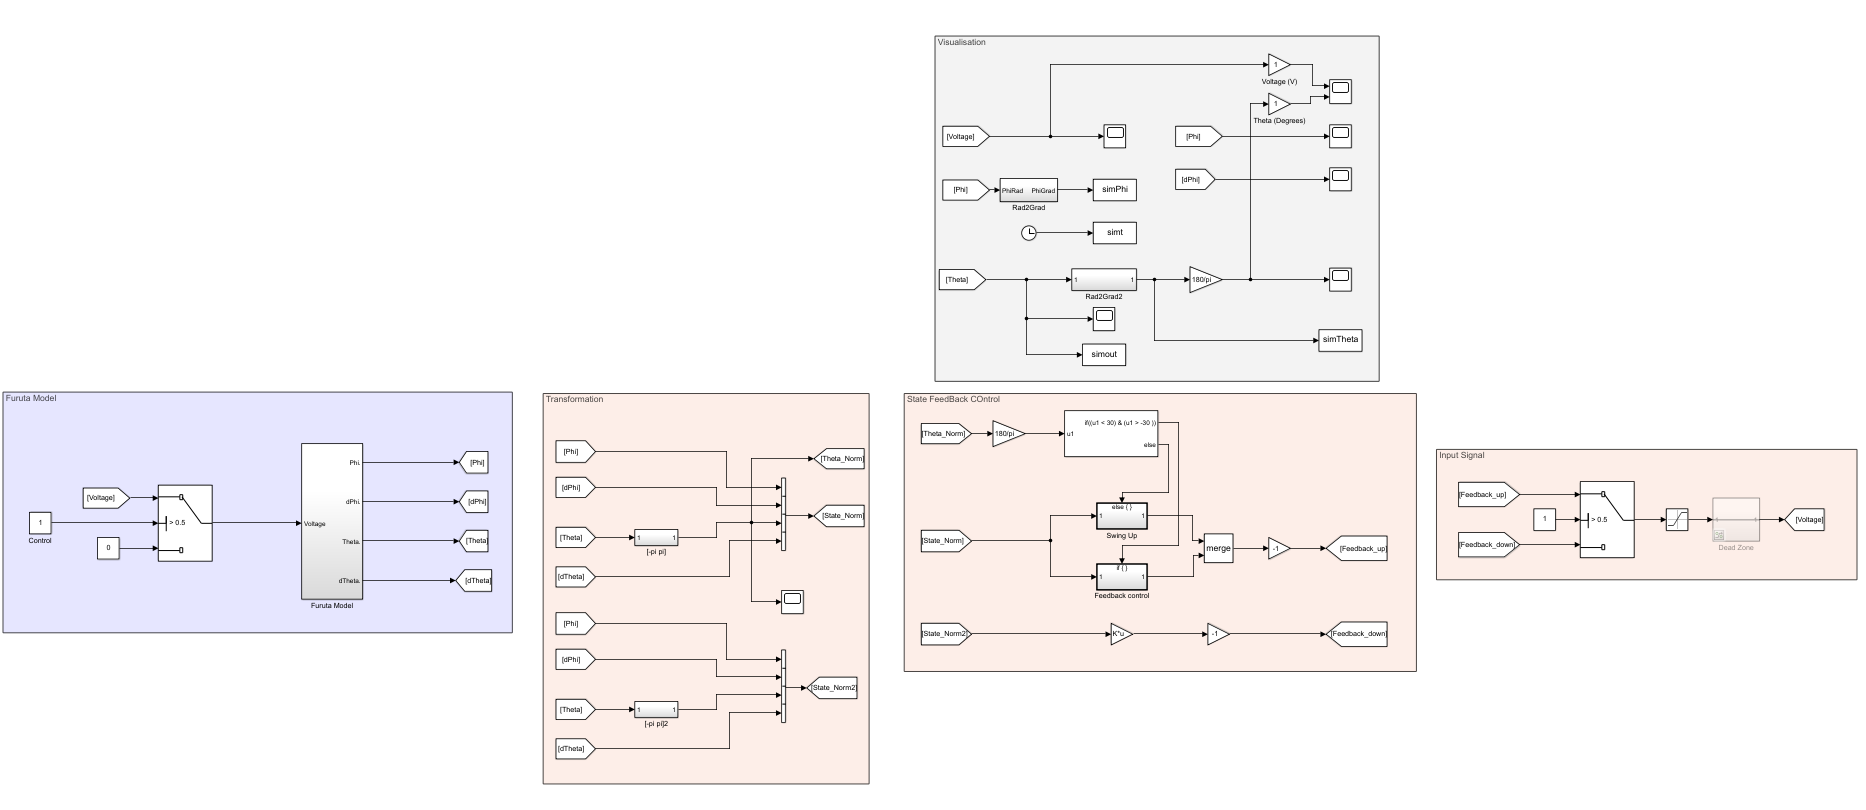 Visualisation
1
Voltage (V)
1
Theta (Degrees)
[Voltage]
[Phi]
[dPhi]
[Phi]
PhiRad PhiGrad
Rad2Grad
simPhi
simt
[Theta]
1 1
Rad2Grad2
180/pi
simTheta
simout
Furuta Model
[Voltage]
1
Control
0
> 0.5
Voltage
Phi.
dPhi.
Theta.
dTheta.
Furuta Model
[Phi]
[dPhi]
[Theta]
[dTheta]
Transformation
[Phi]
[dPhi]
[Theta]
1 1
[-pi pi]
[dTheta]
[Theta_Norm]
[State_Norm]
[Phi]
[dPhi]
[Theta]
1 1
[-pi pi]2
[dTheta]
[State_Norm2]
State FeedBack COntrol
[Theta_Norm]
180/pi
u1
if((u1 < 30) & (u1 > -30 ))
else
[State_Norm]
else { }
1 1
Swing Up
if { }
1 1
Feedback control
merge
-1
[Feedback_up]
[State_Norm2]
K*u
-1
[Feedback_down]
Input Signal
[Feedback_up]
1
[Feedback_down]
> 0.5
Dead Zone
[Voltage]